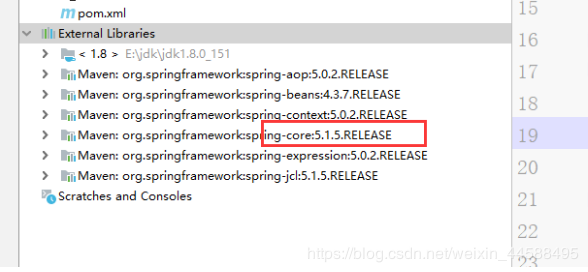 pom.xml
External Libraries
< 1.8 > E:\jdk\jdk1.8.0_151
Maven: org.springframework:spring-aop:5.0.2.RELEASE
Maven: org.springframework:spring-beans:4.3.7.RELEASE
Maven: org.springframework:spring-context:5.0.2.RELEASE
Maven: org.springframework:spring-core:5.1.5.RELEASE
Maven: org.springframework:spring-expression:5.0.2.RELEASE
Maven: org.springframework:spring-jcl:5.1.5.RELEASE
Scratches and Consoles
15
16
17
18
19
20
21
22
23
https://blog.csdn.net/weixin_44588495